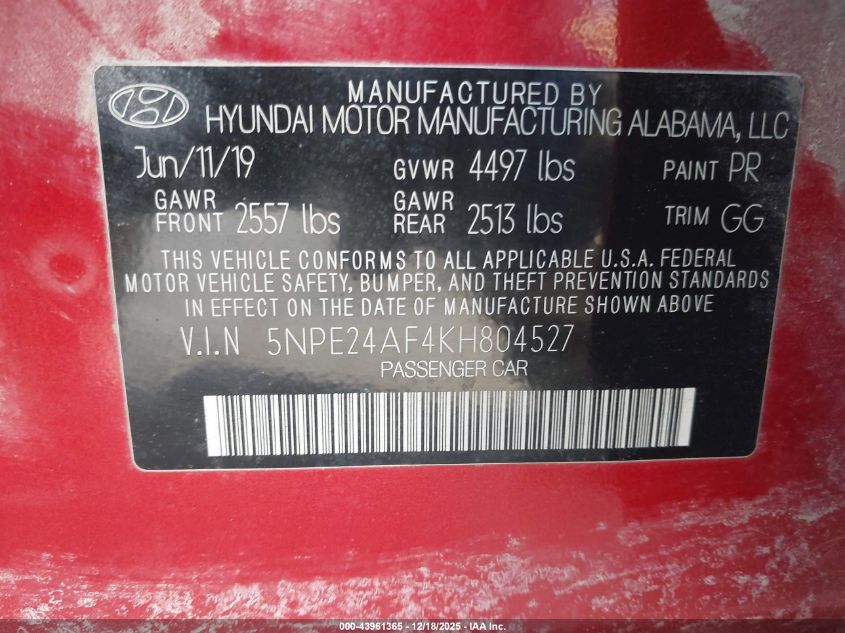 MANUFACTURED BY
HYUNDAI MOTOR MANUFACTURING ALABAMA, LLC
Jun/11/19 GVWR 4497 lbs PAINT PR
GAWR FRONT 2557 lbs GAWR REAR 2513 lbs TRIM GG
THIS VEHICLE CONFORMS TO ALL APPLICABLE U.S.A. FEDERAL
MOTOR VEHICLE SAFETY, BUMPER, AND THEFT PREVENTION STANDARDS
IN EFFECT ON THE DATE OF MANUFACTURE SHOWN ABOVE
V.I.N 5NPE24AF4KH804527
PASSENGER CAR
000-43961365 - 12/18/2025 - IAA Inc.